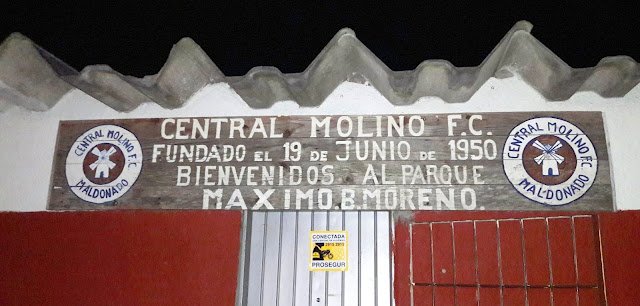 CENTRAL MOLINO F.C.
FUNDADO EL 19 DE JUNIO DE 1950
BIENVENIDOS AL PARQUE
MAXIMO.B.MORENO.
CENTRAL MOLINO F.C.
MALDONADO
CENTRAL MOLINO F.C.
MALDONADO
CONECTADA
PROSEGUR